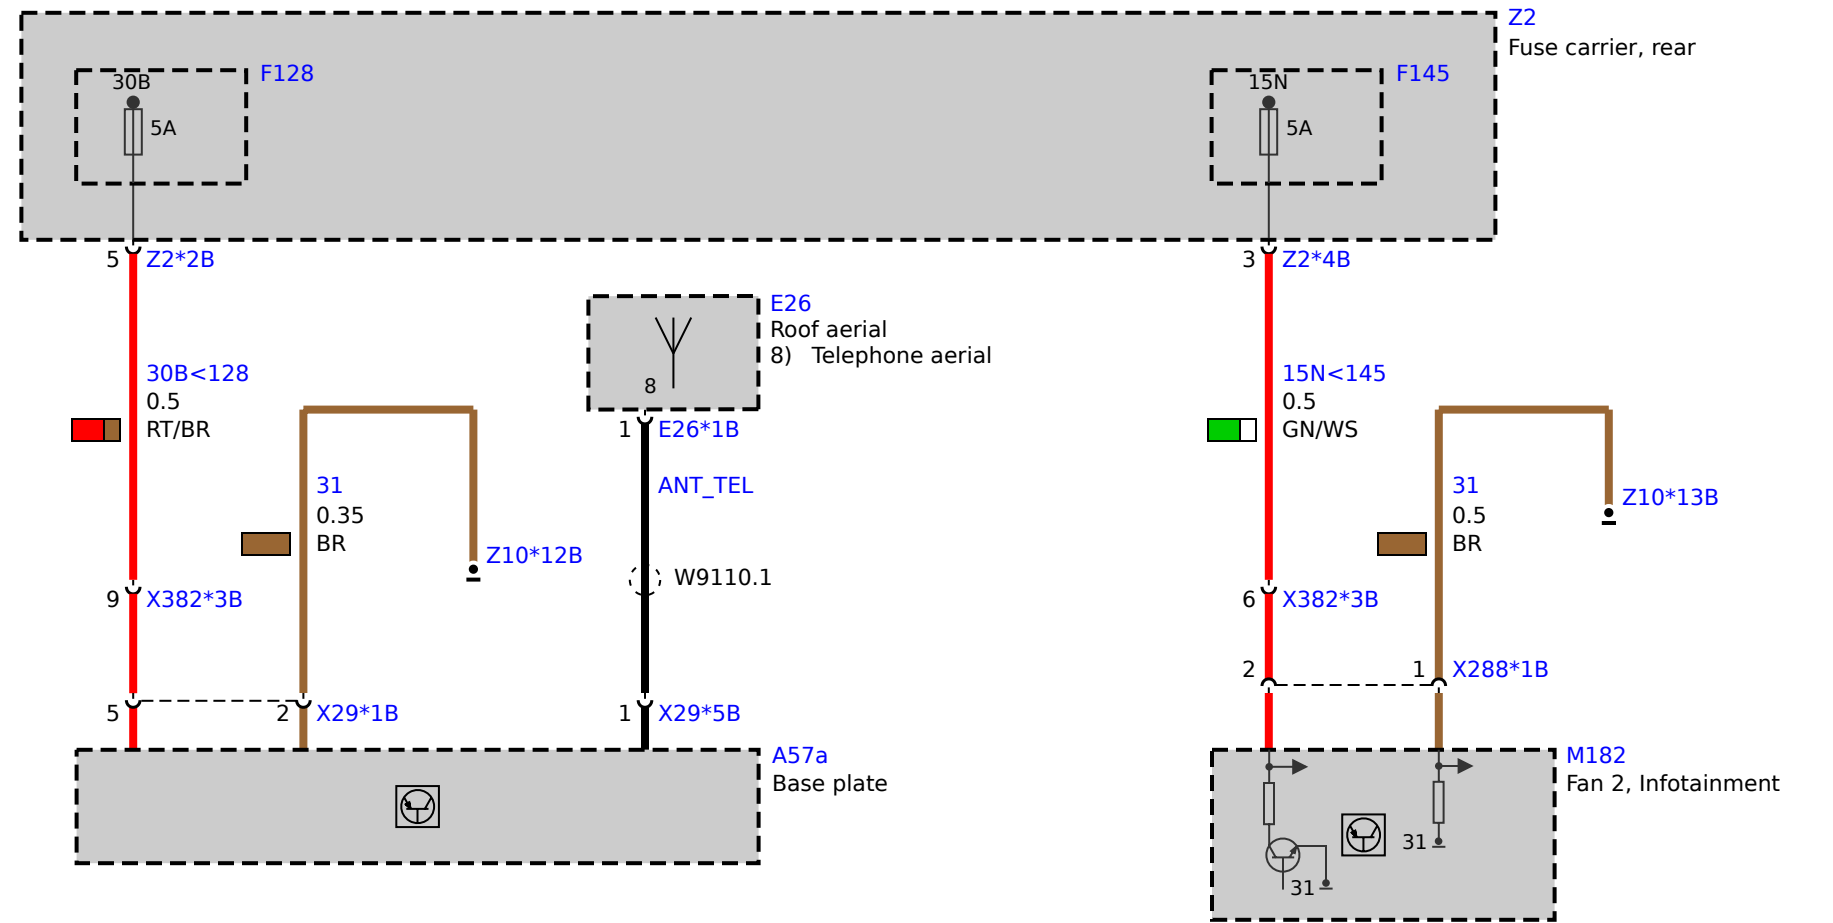 Z2
Fuse carrier, rear
30B
F128
5A
15N
F145
5A
5 Z2*2B
3 Z2*4B
E26
Roof aerial
8) Telephone aerial
8
30B<128
0.5
RT/BR
15N<145
0.5
GN/WS
1 E26*1B
ANT_TEL
31
0.35
BR
31
0.5
BR
Z10*13B
Z10*12B
W9110.1
9 X382*3B
6 X382*3B
2
1 X288*1B
5
2 X29*1B
1 X29*5B
A57a
Base plate
M182
Fan 2, Infotainment
31
31